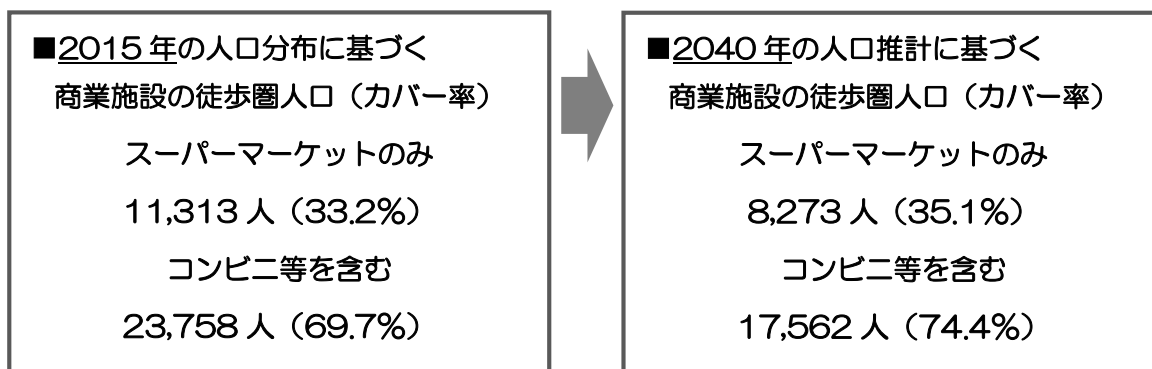 ■2015年の人口分布に基づく
商業施設の徒歩圏人口（カバー率）
スーパーマーケットのみ
11,313人（33.2%）
コンビニ等を含む
23,758人（69.7%）
■2040年の人口推計に基づく
商業施設の徒歩圏人口（カバー率）
スーパーマーケットのみ
8,273人（35.1%）
コンビニ等を含む
17,562人（74.4%）